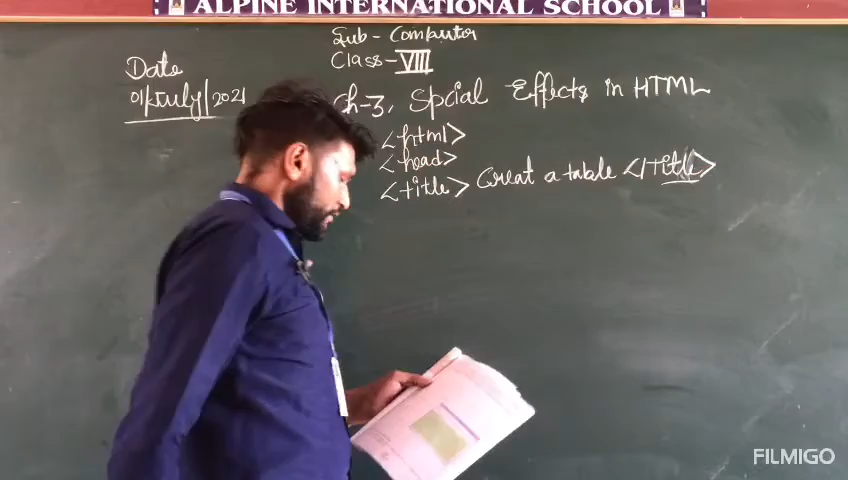 ALPINE INTERNATIONAL SCHOOL
Sub - Computor
Class - VIII
Date
01/July/2021
Ch-3, Spcial Effects in HTML
<html>
<head>
<title> Creat a table </title>
FILMIGO